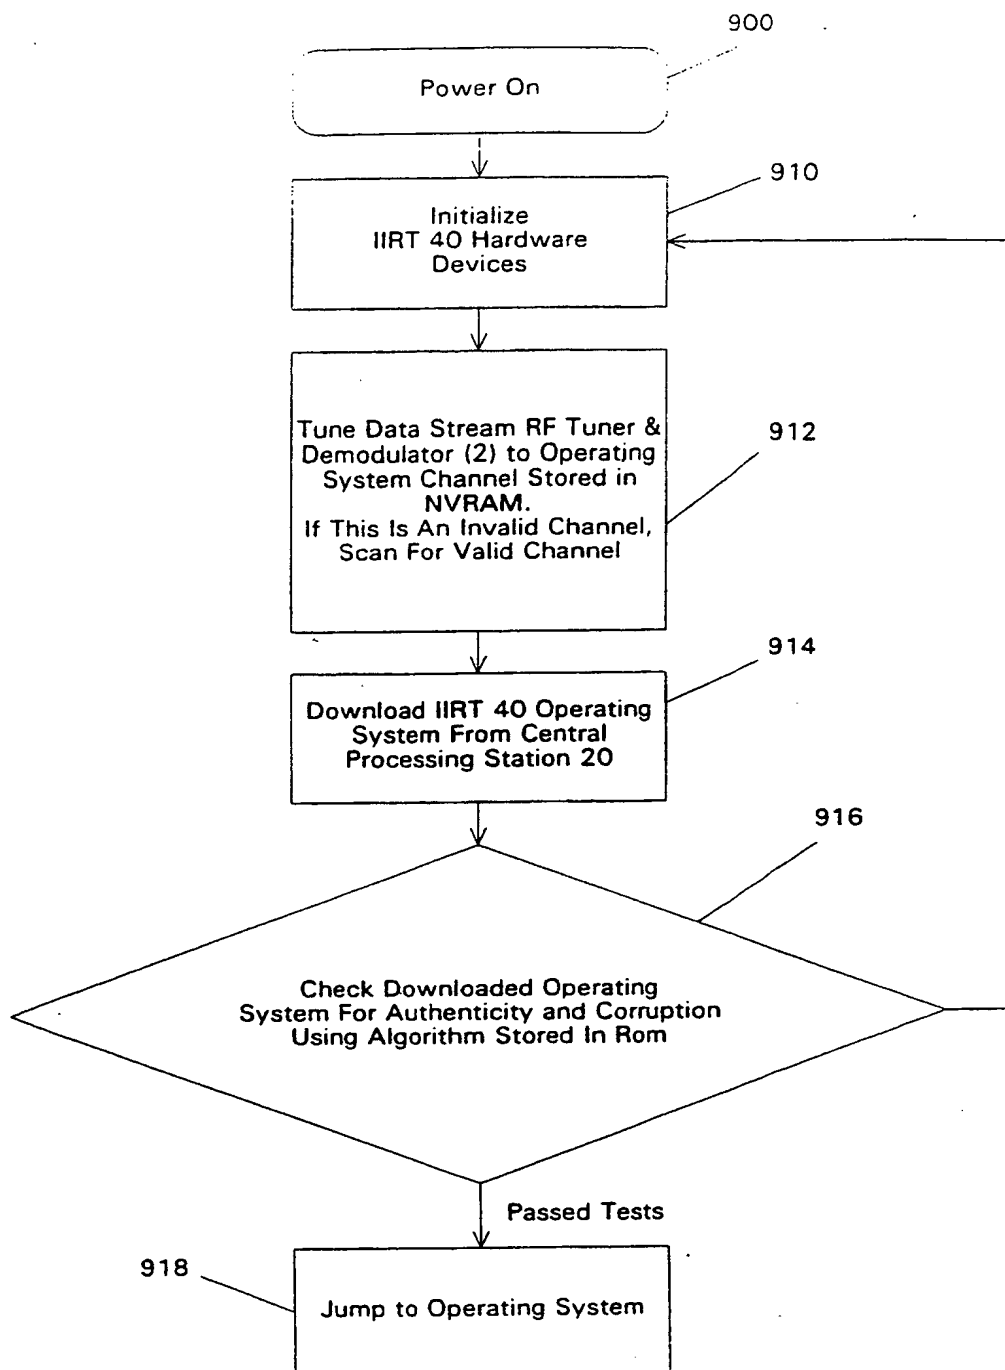 900
Power On
910
Initialize
IIRT 40 Hardware
Devices
Tune Data Stream RF Tuner &
Demodulator (2) to Operating
System Channel Stored in
NVRAM.
If This Is An Invalid Channel,
Scan For Valid Channel
912
914
Download IIRT 40 Operating
System From Central
Processing Station 20
916
Check Downloaded Operating
System For Authenticity and Corruption
Using Algorithm Stored In Rom
Passed Tests
918
Jump to Operating System